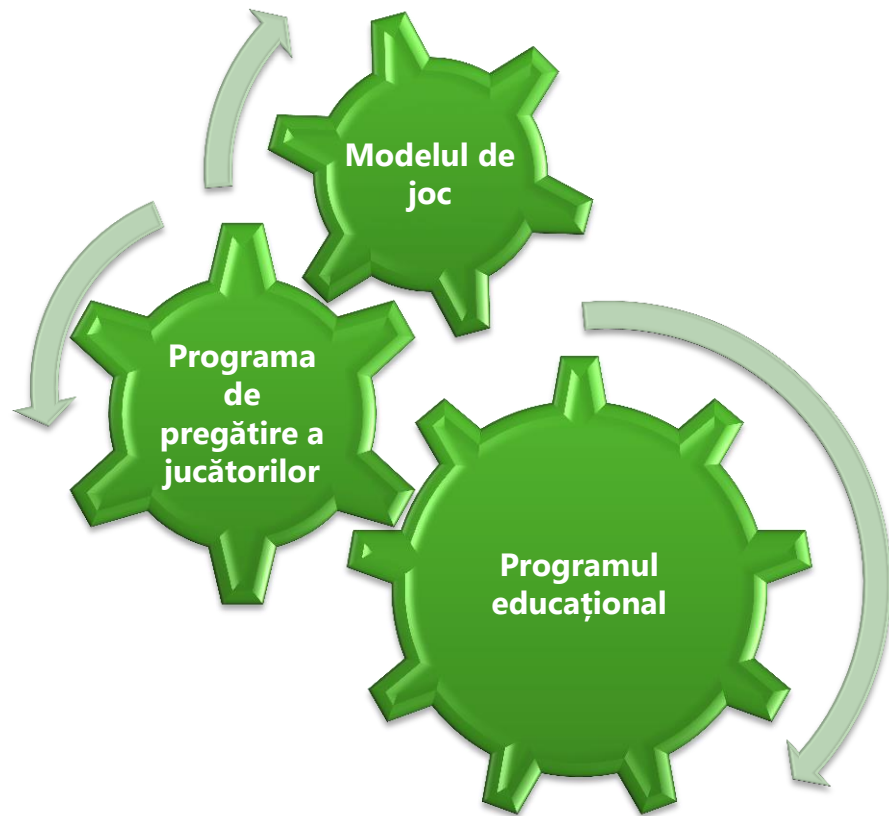 Modelul de
joc
Programa
de
pregătire a
jucătorilor
Programul
educațional